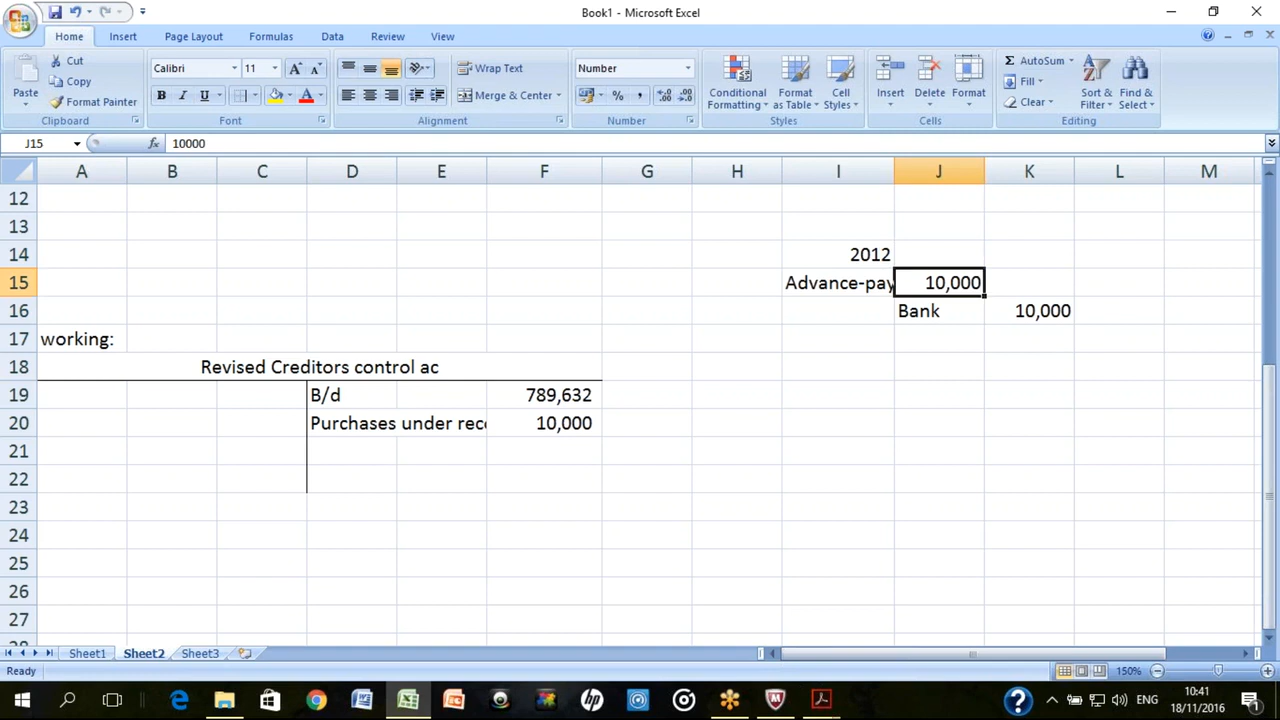 Book1 - Microsoft Excel
Home Insert Page Layout Formulas Data Review View
Paste
Cut
Copy
Format Painter
Clipboard
Calibri 11
B I U
Font
Wrap Text
Merge & Center
Alignment
Number
% ,
Number
Conditional Formatting
Format as Table
Cell Styles
Styles
Insert Delete Format
Cells
Σ AutoSum
Fill
Clear
Sort & Filter
Find & Select
Editing
J15 fx 10000
A B C D E F G H I J K L M
12
13
14 2012
15 Advance-pay 10,000
16 Bank 10,000
17 working:
18 Revised Creditors control ac
19 B/d 789,632
20 Purchases under rec 10,000
21
22
23
24
25
26
27
28
Sheet1 Sheet2 Sheet3
Ready 150%
ENG 10:41
18/11/2016